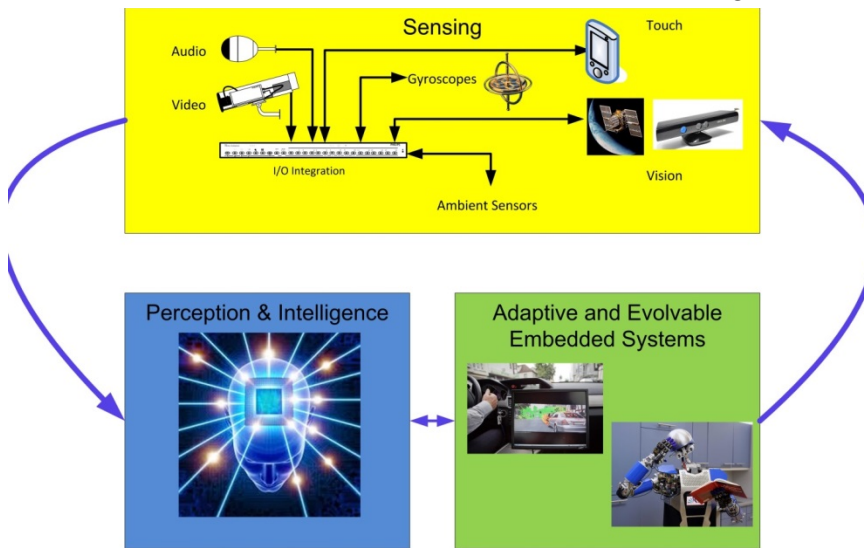 Sensing
Touch
Audio
Gyroscopes
Video
I/O Integration
Vision
Ambient Sensors
Perception & Intelligence
Adaptive and Evolvable
Embedded Systems